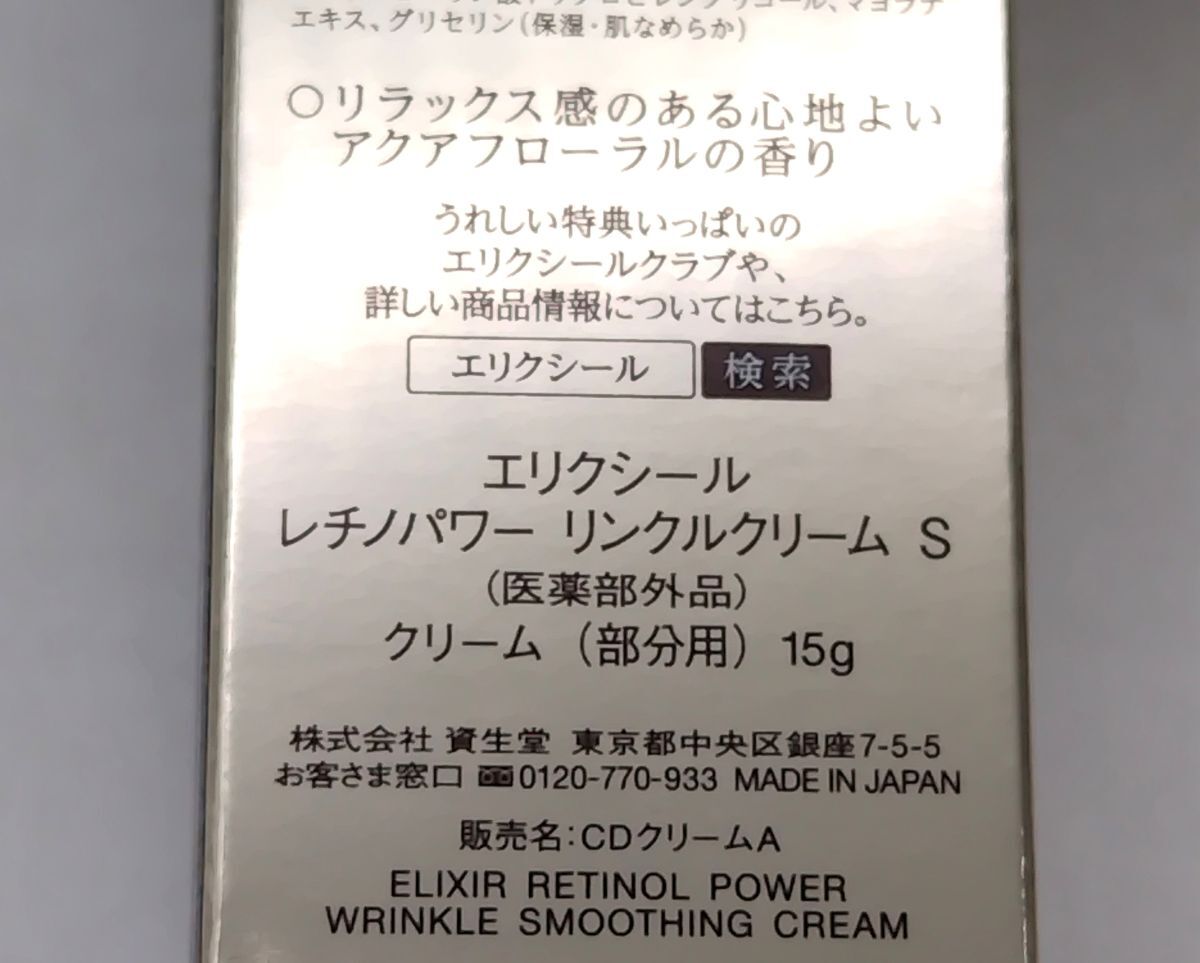 エキス、グリセリン（保湿・肌なめらか）
○リラックス感のある心地よい
アクアフローラルの香り
うれしい特典いっぱいの
エリクシールクラブや、
詳しい商品情報についてはこちら。
エリクシール 検索
エリクシール
レチノパワー リンクルクリーム S
（医薬部外品）
クリーム（部分用）15g
株式会社 資生堂 東京都中央区銀座7-5-5
お客さま窓口 0120-770-933 MADE IN JAPAN
販売名：CDクリームA
ELIXIR RETINOL POWER
WRINKLE SMOOTHING CREAM